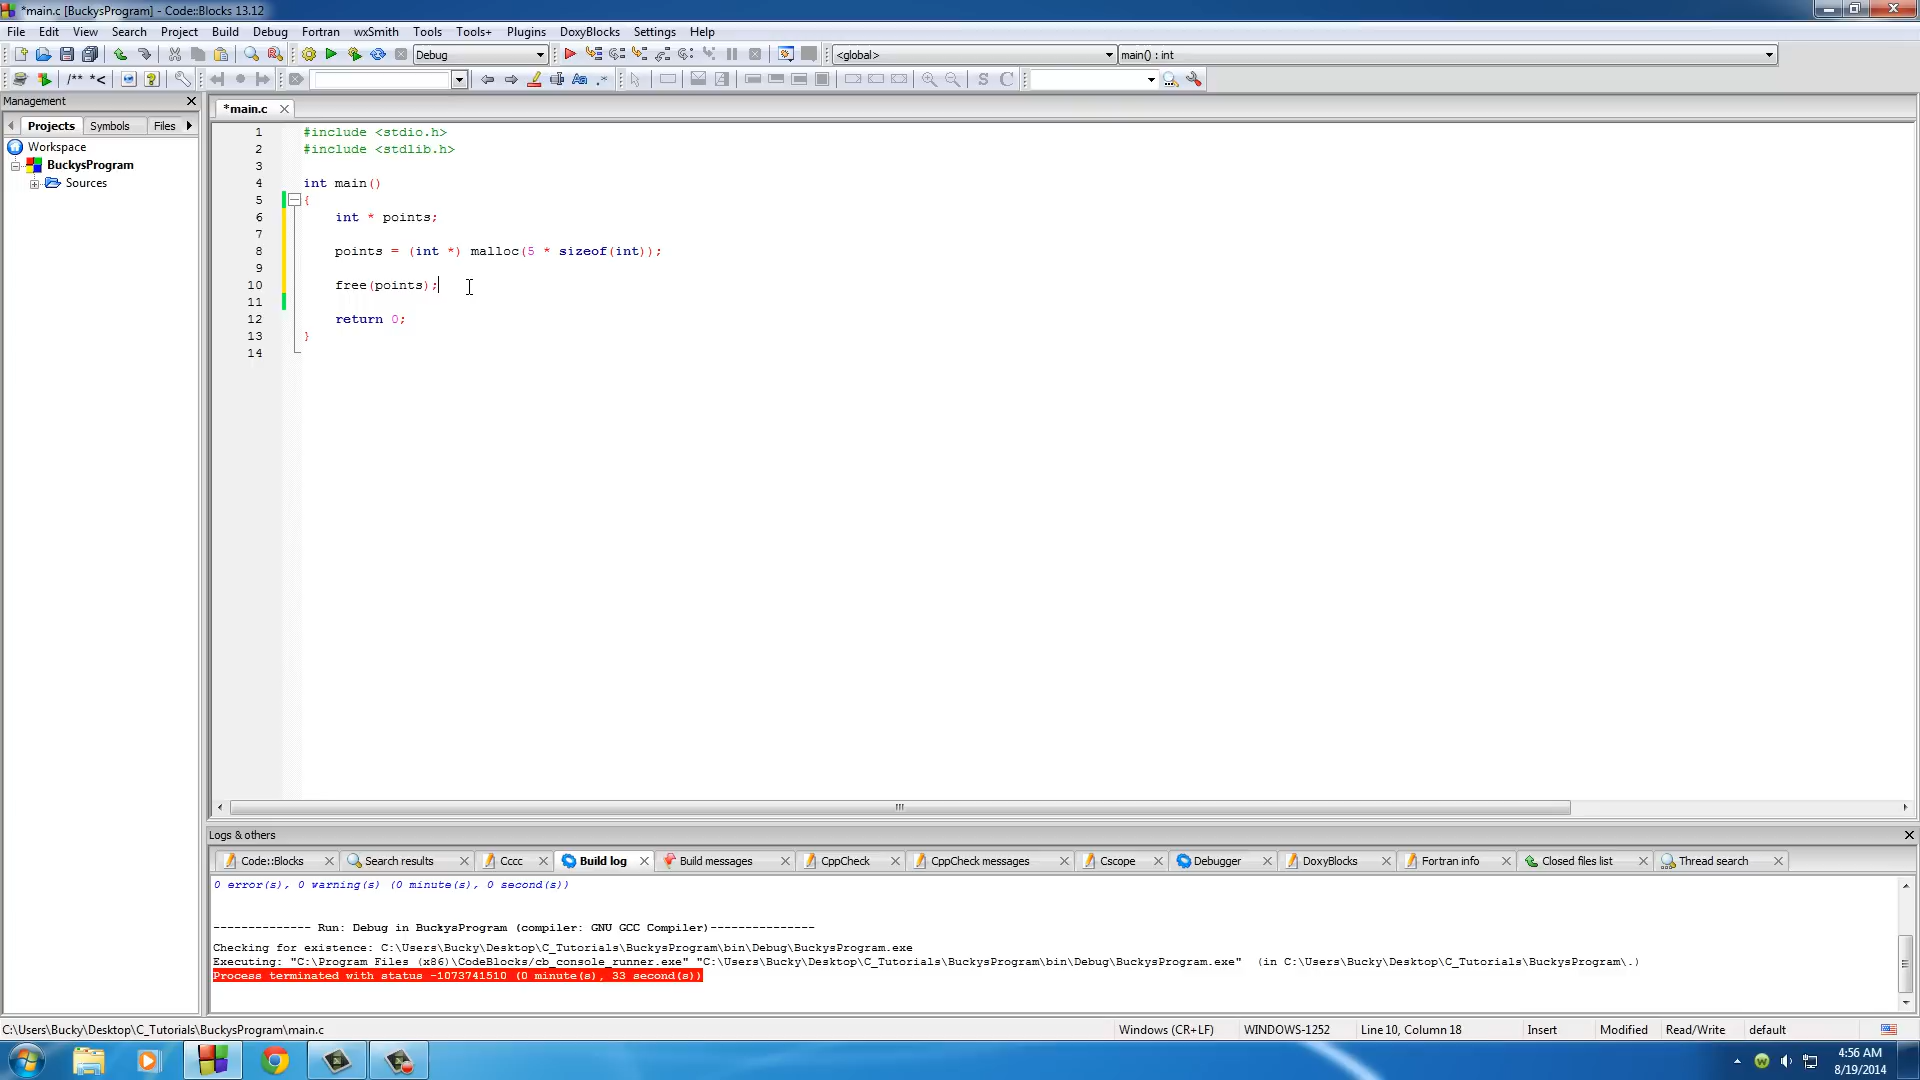 *main.c [BuckysProgram] - Code::Blocks 13.12
File Edit View Search Project Build Debug Fortran wxSmith Tools Tools+ Plugins DoxyBlocks Settings Help
Debug <global> main() : int
/** *<
Management
Projects Symbols Files
Workspace
BuckysProgram
Sources
*main.c
1 #include <stdio.h>
2 #include <stdlib.h>
3
4 int main()
5 {
6 int * points;
7
8 points = (int *) malloc(5 * sizeof(int));
9
10 free(points);
11
12 return 0;
13 }
14
Logs & others
Code::Blocks Search results Cccc Build log Build messages CppCheck CppCheck messages Cscope Debugger DoxyBlocks Fortran info Closed files list Thread search
0 error(s), 0 warning(s) (0 minute(s), 0 second(s))
-------------- Run: Debug in BuckysProgram (compiler: GNU GCC Compiler)---------------
Checking for existence: C:\Users\Bucky\Desktop\C_Tutorials\BuckysProgram\bin\Debug\BuckysProgram.exe
Executing: "C:\Program Files (x86)\CodeBlocks/cb_console_runner.exe" "C:\Users\Bucky\Desktop\C_Tutorials\BuckysProgram\bin\Debug\BuckysProgram.exe"  (in C:\Users\Bucky\Desktop\C_Tutorials\BuckysProgram\.)
Process terminated with status -1073741510 (0 minute(s), 33 second(s))
C:\Users\Bucky\Desktop\C_Tutorials\BuckysProgram\main.c Windows (CR+LF) WINDOWS-1252 Line 10, Column 18 Insert Modified Read/Write default
4:56 AM
8/19/2014